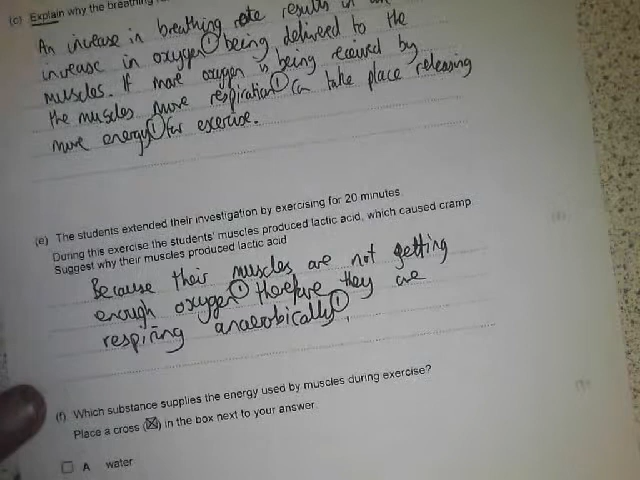 (c) Explain why the breathing
An increase in breathing rate results in an
increase in oxygen ① being delivered to the
muscles. If more oxygen is being received by
the muscles more respiration ① can take place releasing
more energy ① for exercise.
(e) The students extended their investigation by exercising for 20 minutes.
During this exercise the students' muscles produced lactic acid, which caused cramp.
Suggest why their muscles produced lactic acid
Because their muscles are not getting
enough oxygen ① therefore they are
respiring anaerobically ①.
(f) Which substance supplies the energy used by muscles during exercise?
Place a cross (☒) in the box next to your answer.
☐ A water